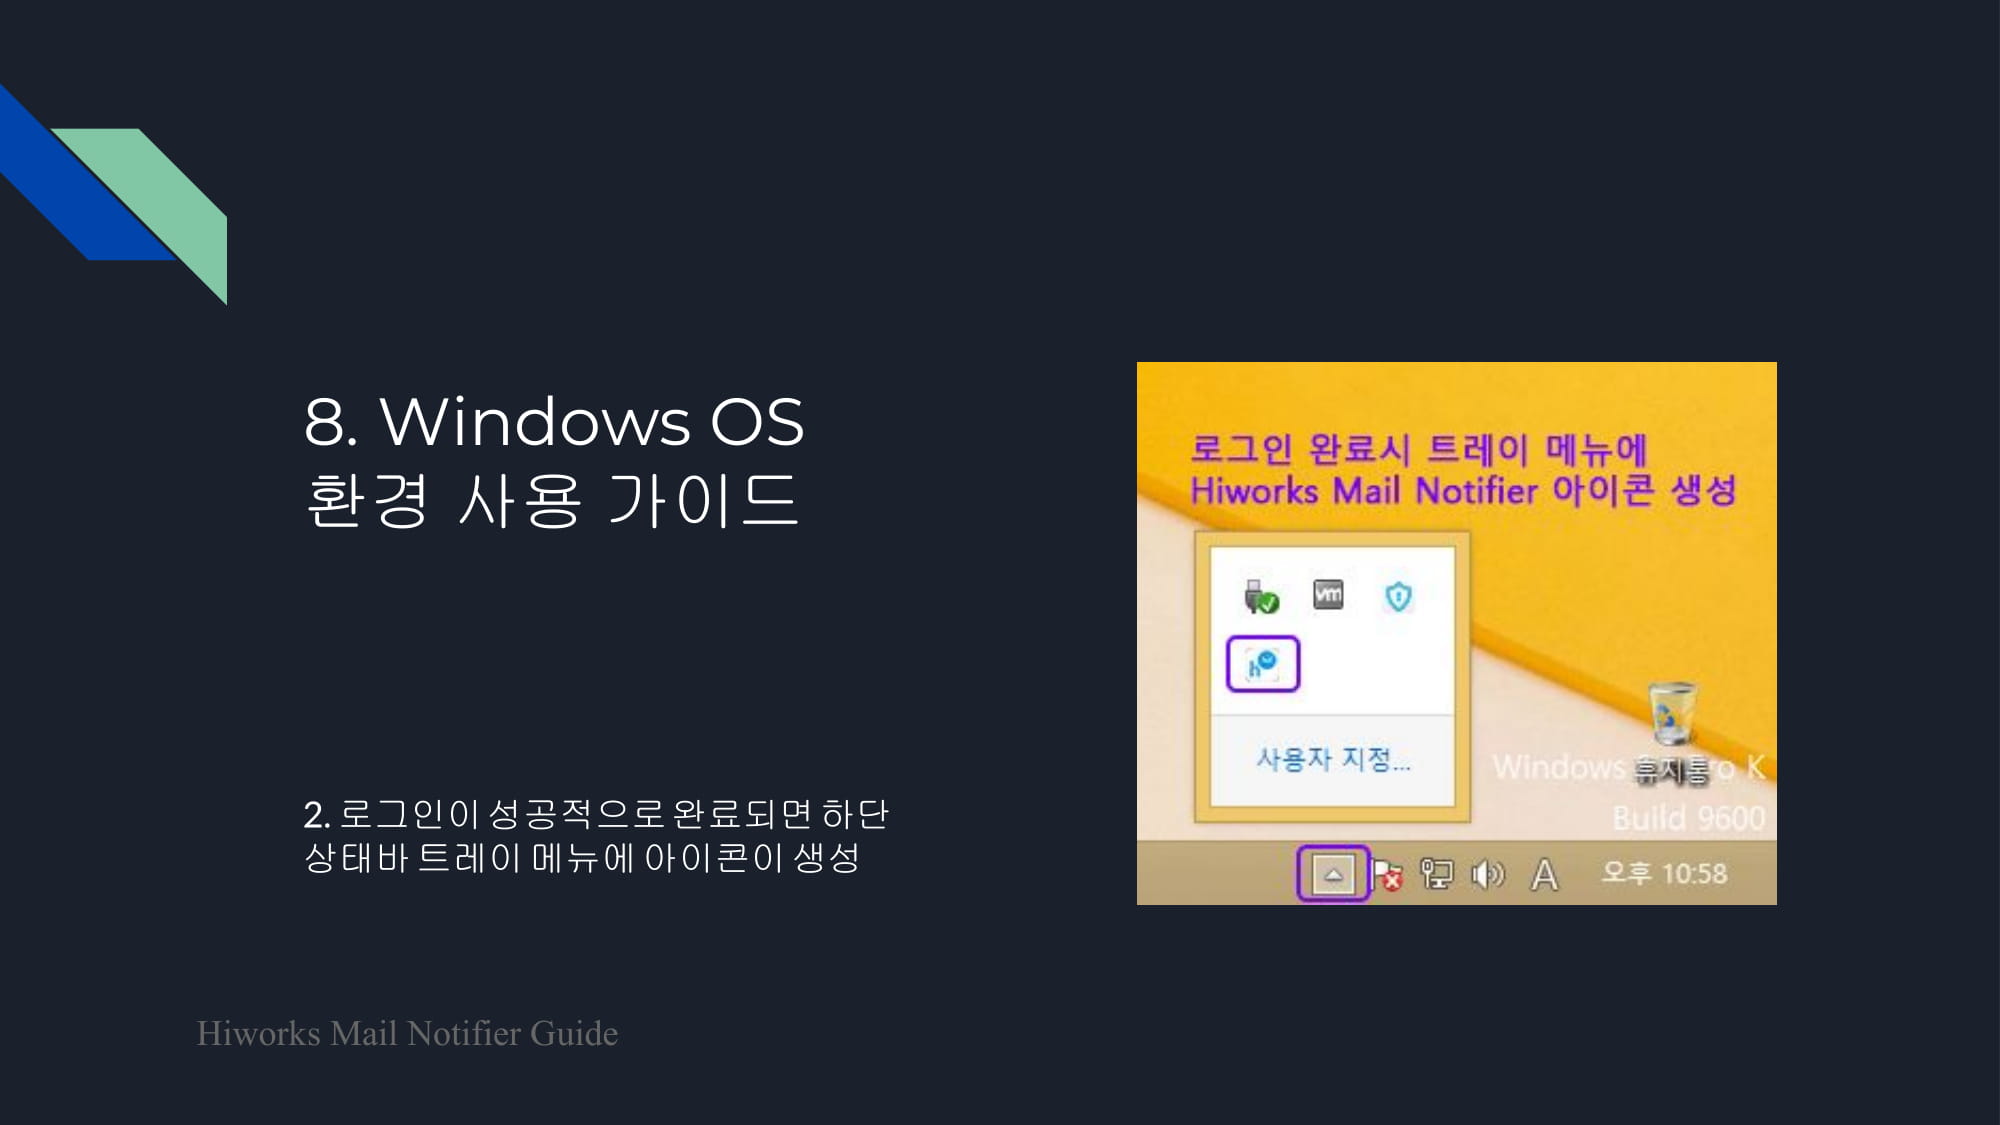 8. Windows OS
환경 사용 가이드
2. 로그인이 성공적으로 완료되면 하단
상태바 트레이 메뉴에 아이콘이 생성
로그인 완료시 트레이 메뉴에
Hiworks Mail Notifier 아이콘 생성
vm
h
사용자 지정...
Windows ro K
휴지통
Build 9600
A 오후 10:58
Hiworks Mail Notifier Guide